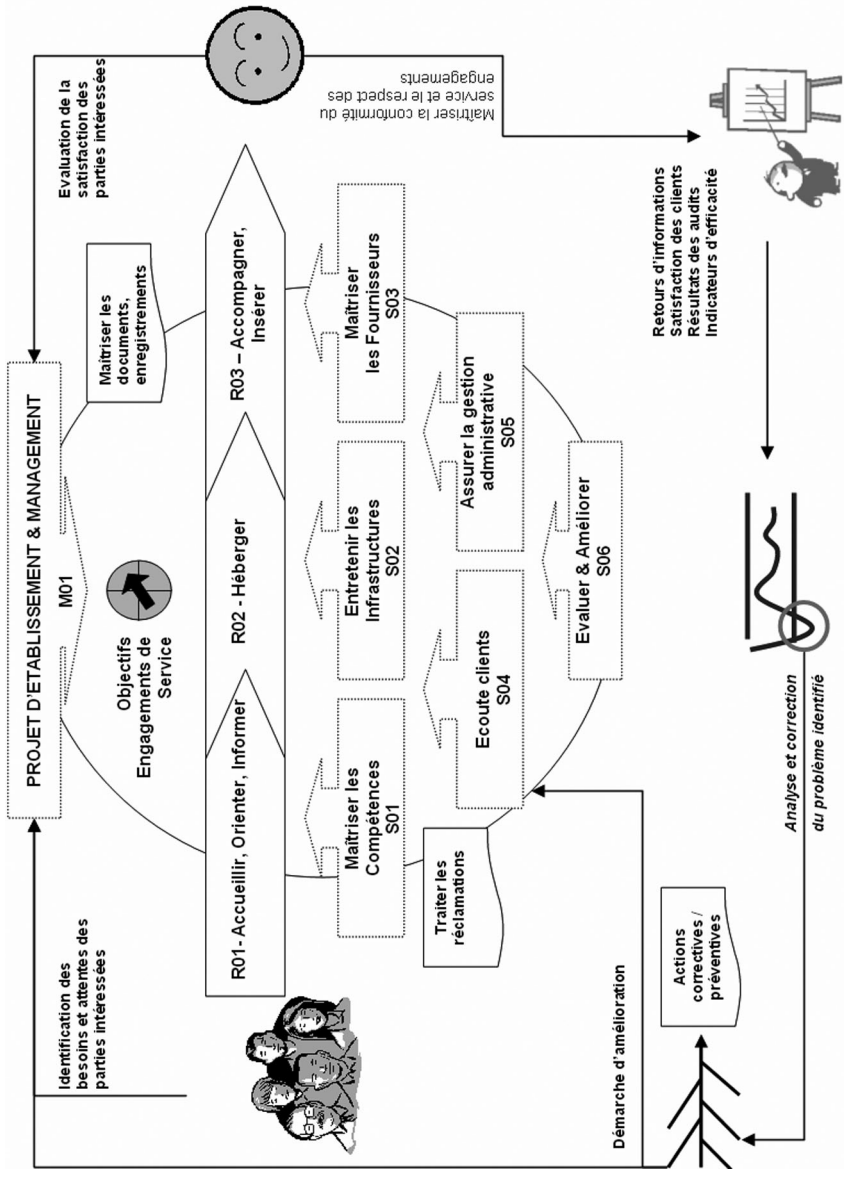 PROJET D'ETABLISSEMENT & MANAGEMENT
M01
Identification des
besoins et attentes des
parties intéressées
Evaluation de la
satisfaction des
parties intéressées
Objectifs
Engagements de
Service
Maîtriser les
documents,
enregistrements
R01- Accueillir, Orienter, Informer
R02 - Héberger
R03 – Accompagner,
Insérer
Maîtriser la conformité du
service et le respect des
engagements
Maîtriser les
Compétences
S01
Entretenir les
Infrastructures
S02
Maîtriser
les Fournisseurs
S03
Traiter les
réclamations
Ecoute clients
S04
Assurer la gestion
administrative
S05
Evaluer & Améliorer
S06
Démarche d'amélioration
Actions
correctives /
préventives
Retours d'informations
Satisfaction des clients
Résultats des audits
Indicateurs d'efficacité
Analyse et correction
du problème identifié